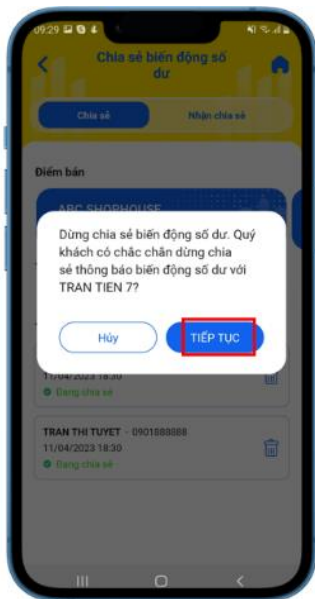 09:29
Chia sẻ biến động số
dư
Chia sẻ
Nhận chia sẻ
Điểm bán
ABC SHOPHOUSE
Dừng chia sẻ biến động số dư. Quý
khách có chắc chắn dừng chia
sẻ thông báo biến động số dư với
TRAN TIEN 7?
Hủy
TIẾP TỤC
11/04/2023 18:30
Đang chia sẻ
TRAN THI TUYET - 0901888888
11/04/2023 18:30
Đang chia sẻ